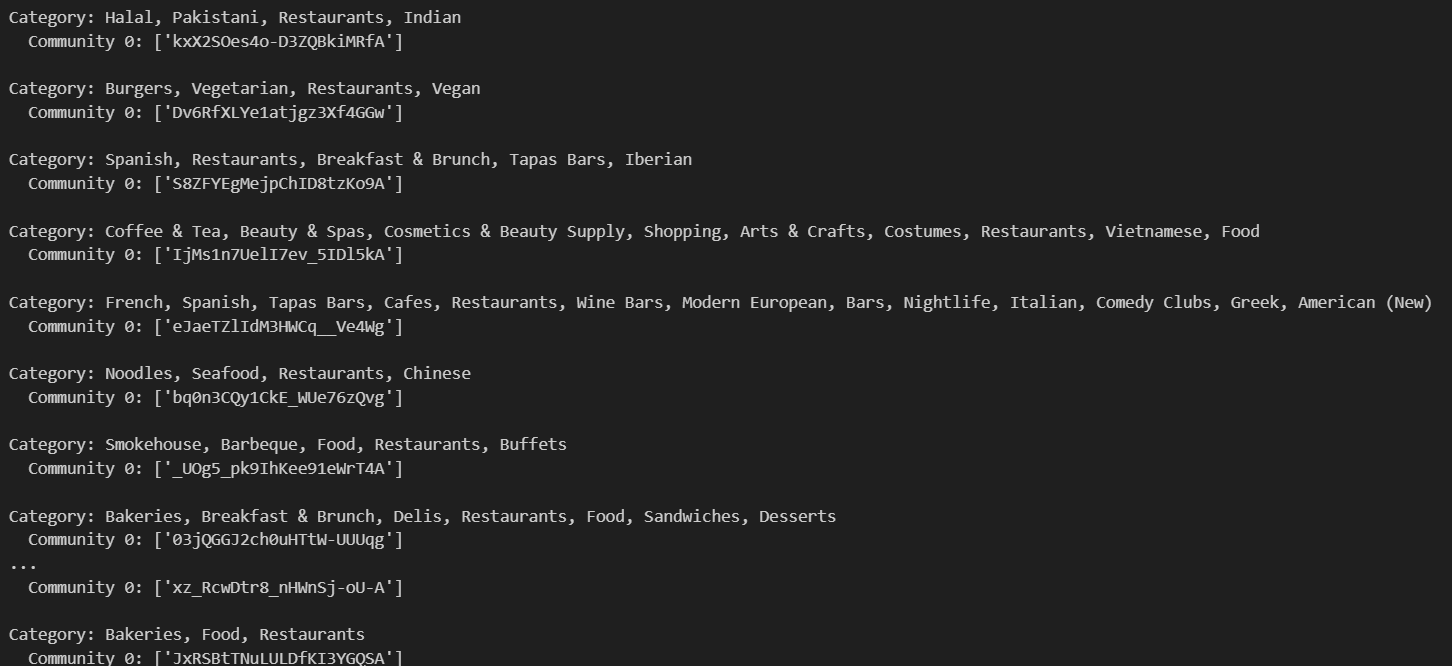 Category: Halal, Pakistani, Restaurants, Indian
Community 0: ['kxX2SOes4o-D3ZQBkiMRfA']
Category: Burgers, Vegetarian, Restaurants, Vegan
Community 0: ['Dv6RfXLYe1atjgz3Xf4GGw']
Category: Spanish, Restaurants, Breakfast & Brunch, Tapas Bars, Iberian
Community 0: ['S8ZFYEgMejpChID8tzKo9A']
Category: Coffee & Tea, Beauty & Spas, Cosmetics & Beauty Supply, Shopping, Arts & Crafts, Costumes, Restaurants, Vietnamese, Food
Community 0: ['IjMs1n7UelI7ev_5IDl5kA']
Category: French, Spanish, Tapas Bars, Cafes, Restaurants, Wine Bars, Modern European, Bars, Nightlife, Italian, Comedy Clubs, Greek, American (New)
Community 0: ['eJaeTZlIdM3HWCq__Ve4Wg']
Category: Noodles, Seafood, Restaurants, Chinese
Community 0: ['bq0n3CQy1CkE_WUe76zQvg']
Category: Smokehouse, Barbeque, Food, Restaurants, Buffets
Community 0: ['_UOg5_pk9IhKee91eWrT4A']
Category: Bakeries, Breakfast & Brunch, Delis, Restaurants, Food, Sandwiches, Desserts
Community 0: ['03jQGGJ2ch0uHTtW-UUUqg']
...
Community 0: ['xz_RcwDtr8_nHWnSj-oU-A']
Category: Bakeries, Food, Restaurants
Community 0: ['JxRSBtTNuLULDfKI3YGQSA']